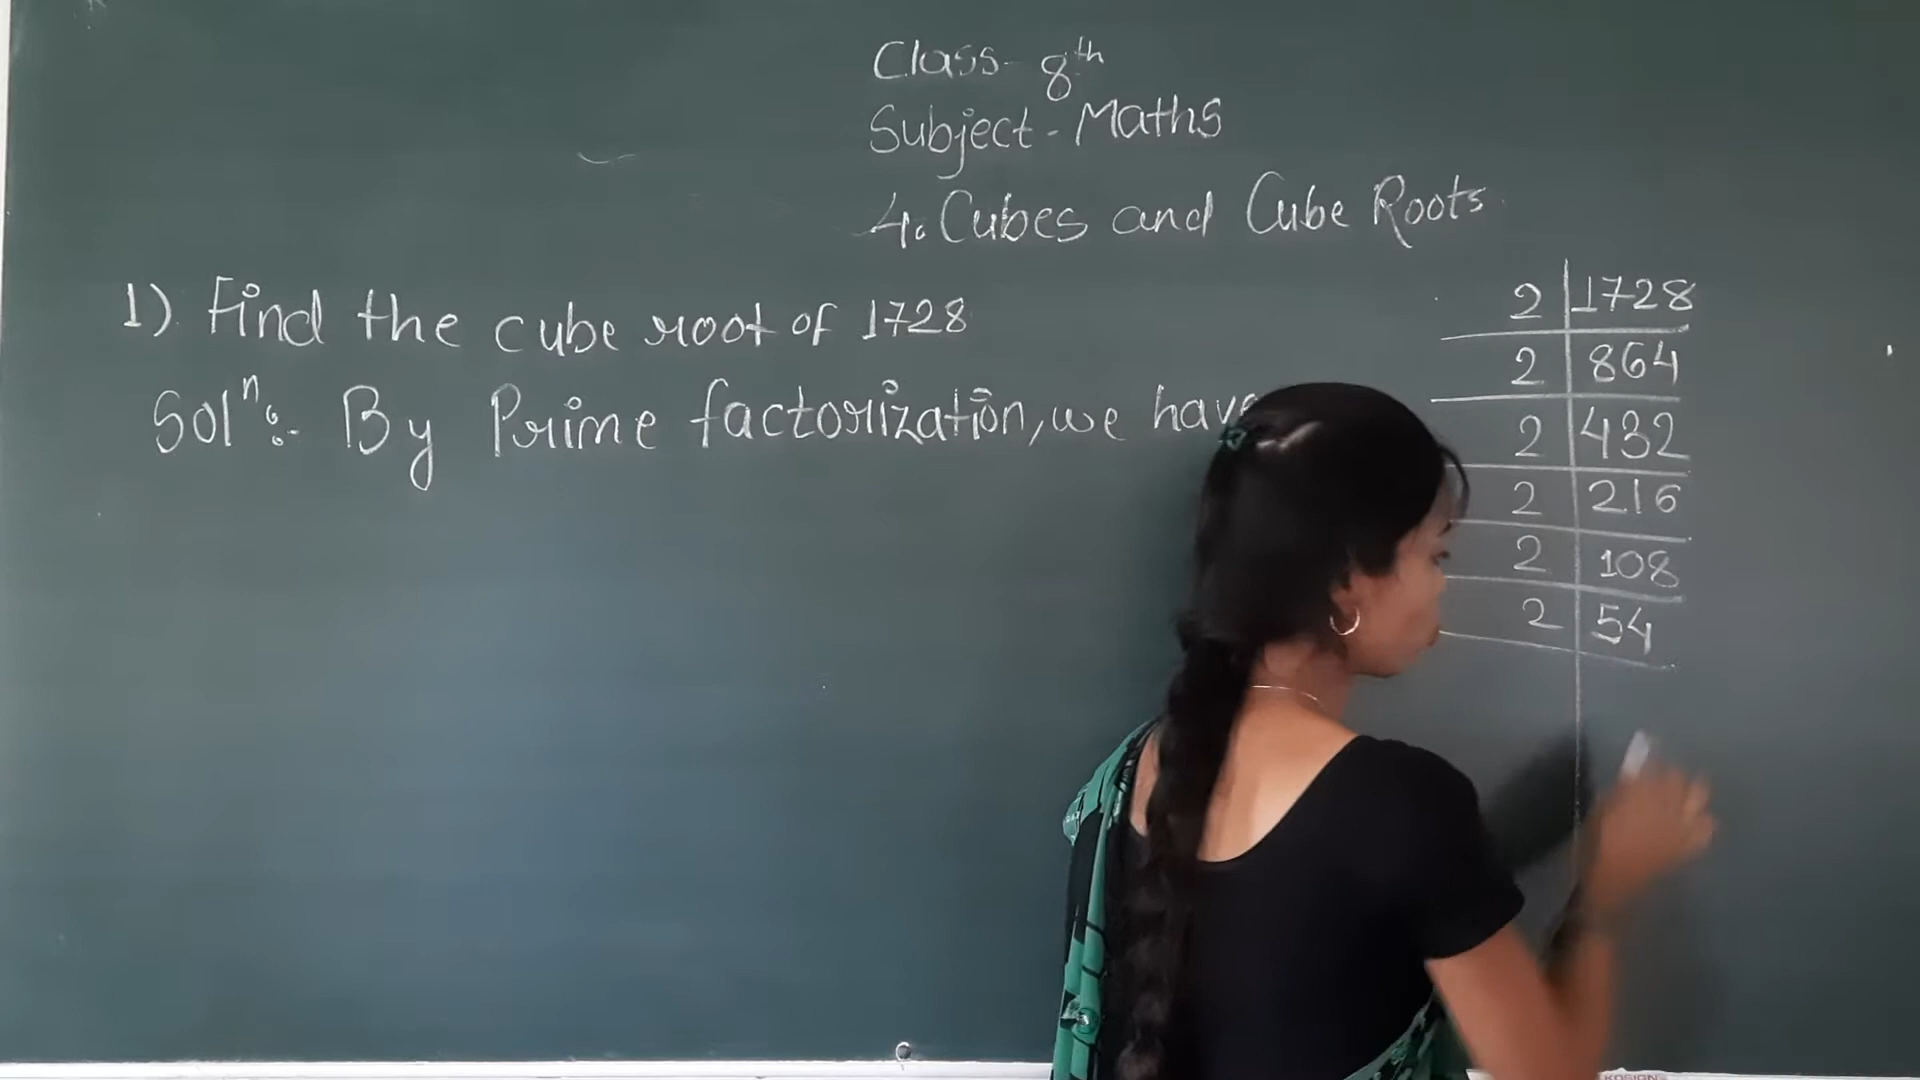 Class- 8th
Subject - Maths
4. Cubes and Cube Roots
1) Find the cube root of 1728
Solⁿ:- By Prime factorization, we have
2 | 1728
2 | 864
2 | 432
2 | 216
2 | 108
2 | 54